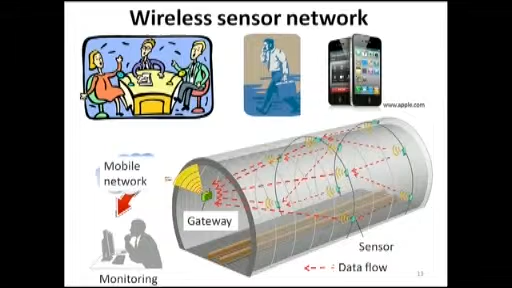 Wireless sensor network
www.apple.com
Mobile
network
Gateway
Sensor
Data flow
Monitoring
13